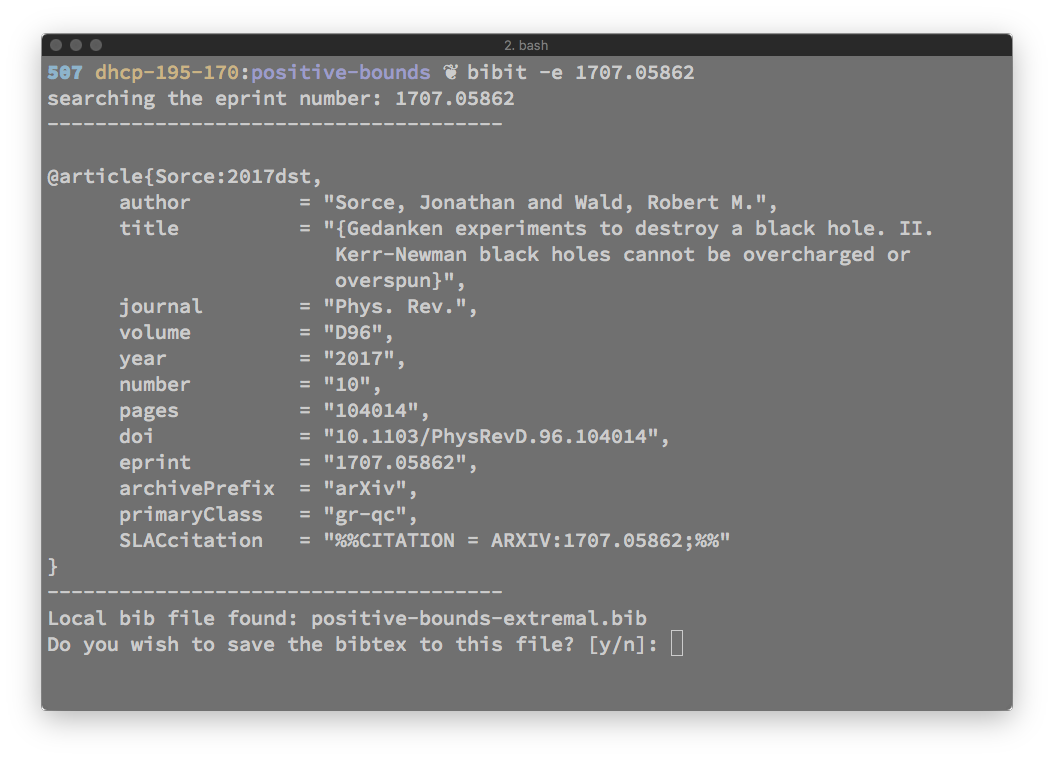 2. bash
507 dhcp-195-170:positive-bounds ❦ bibit -e 1707.05862
searching the eprint number: 1707.05862
--------------------------------------
@article{Sorce:2017dst,
      author         = "Sorce, Jonathan and Wald, Robert M.",
      title          = "{Gedanken experiments to destroy a black hole. II.
                        Kerr-Newman black holes cannot be overcharged or
                        overspun}",
      journal        = "Phys. Rev.",
      volume         = "D96",
      year           = "2017",
      number         = "10",
      pages          = "104014",
      doi            = "10.1103/PhysRevD.96.104014",
      eprint         = "1707.05862",
      archivePrefix  = "arXiv",
      primaryClass   = "gr-qc",
      SLACcitation   = "%%CITATION = ARXIV:1707.05862;%%"
}
--------------------------------------
Local bib file found: positive-bounds-extremal.bib
Do you wish to save the bibtex to this file? [y/n]: